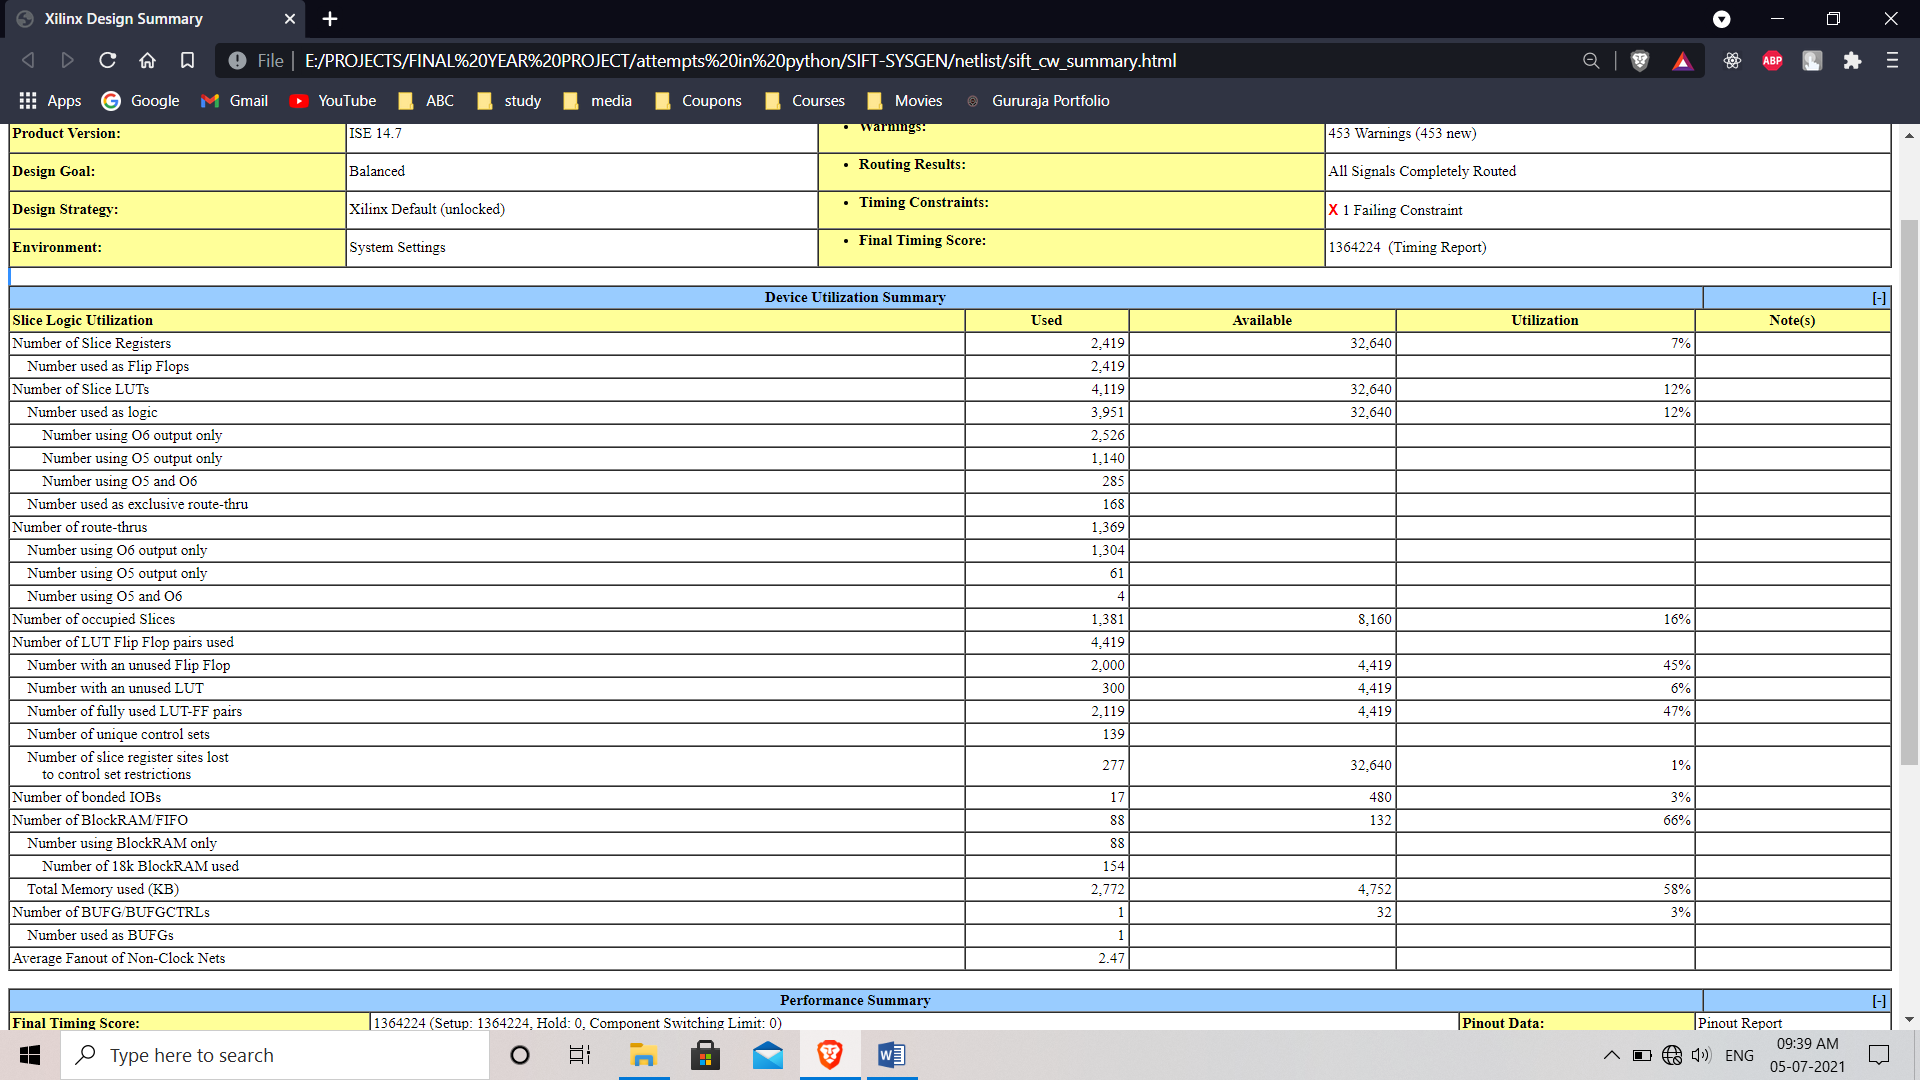 Xilinx Design Summary
File E:/PROJECTS/FINAL%20YEAR%20PROJECT/attempts%20in%20python/SIFT-SYSGEN/netlist/sift_cw_summary.html
ABP
Apps Google Gmail YouTube ABC study media Coupons Courses Movies Gururaja Portfolio
Product Version: ISE 14.7 • Warnings: 453 Warnings (453 new)
Design Goal: Balanced • Routing Results: All Signals Completely Routed
Design Strategy: Xilinx Default (unlocked) • Timing Constraints: X 1 Failing Constraint
Environment: System Settings • Final Timing Score: 1364224 (Timing Report)
Device Utilization Summary [-]
Slice Logic Utilization Used Available Utilization Note(s)
Number of Slice Registers 2,419 32,640 7%
Number used as Flip Flops 2,419
Number of Slice LUTs 4,119 32,640 12%
Number used as logic 3,951 32,640 12%
Number using O6 output only 2,526
Number using O5 output only 1,140
Number using O5 and O6 285
Number used as exclusive route-thru 168
Number of route-thrus 1,369
Number using O6 output only 1,304
Number using O5 output only 61
Number using O5 and O6 4
Number of occupied Slices 1,381 8,160 16%
Number of LUT Flip Flop pairs used 4,419
Number with an unused Flip Flop 2,000 4,419 45%
Number with an unused LUT 300 4,419 6%
Number of fully used LUT-FF pairs 2,119 4,419 47%
Number of unique control sets 139
Number of slice register sites lost
to control set restrictions 277 32,640 1%
Number of bonded IOBs 17 480 3%
Number of BlockRAM/FIFO 88 132 66%
Number using BlockRAM only 88
Number of 18k BlockRAM used 154
Total Memory used (KB) 2,772 4,752 58%
Number of BUFG/BUFGCTRLs 1 32 3%
Number used as BUFGs 1
Average Fanout of Non-Clock Nets 2.47
Performance Summary [-]
Final Timing Score: 1364224 (Setup: 1364224, Hold: 0, Component Switching Limit: 0) Pinout Data: Pinout Report
Type here to search
ENG
09:39 AM
05-07-2021